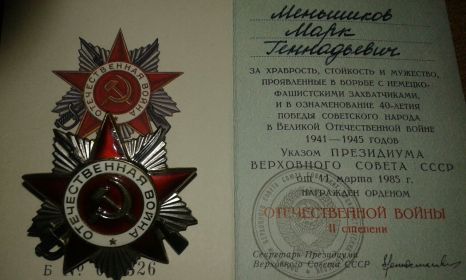 ОТЕЧЕСТВЕННАЯ ВОЙНА
ОТЕЧЕСТВЕННАЯ ВОЙНА
Б №
326
Меньшиков
Марк
Геннадьевич
ЗА ХРАБРОСТЬ, СТОЙКОСТЬ И МУЖЕСТВО,
ПРОЯВЛЕННЫЕ В БОРЬБЕ С НЕМЕЦКО-
ФАШИСТСКИМИ ЗАХВАТЧИКАМИ,
И В ОЗНАМЕНОВАНИЕ 40-ЛЕТИЯ
ПОБЕДЫ СОВЕТСКОГО НАРОДА
В ВЕЛИКОЙ ОТЕЧЕСТВЕННОЙ ВОЙНЕ
1941—1945 ГОДОВ
УКАЗОМ ПРЕЗИДИУМА
ВЕРХОВНОГО СОВЕТА СССР
от 11 марта 1985 г.
НАГРАЖДЕН ОРДЕНОМ
ОТЕЧЕСТВЕННОЙ ВОЙНЫ
II степени
Секретарь Президиума
Верховного Совета СССР